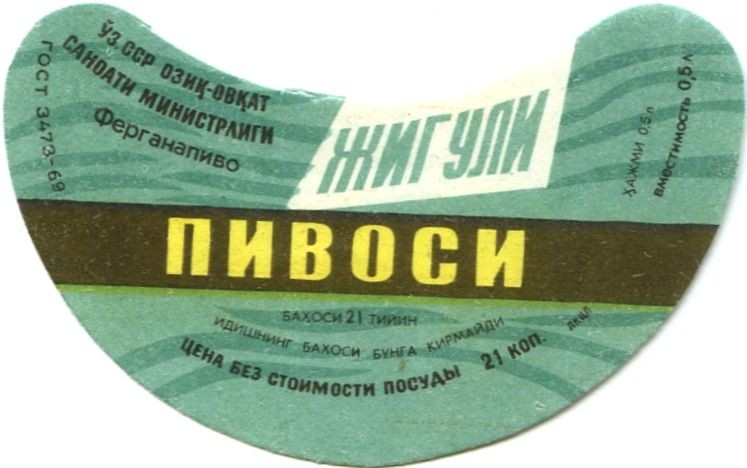 ГОСТ 3473-69
ЎЗ ССР ОЗИҚ-ОВҚАТ
САНОАТИ МИНИСТРЛИГИ
Ферганапиво
ЖИГУЛИ
ҲАЖМИ 0,5 л
ВМЕСТИМОСТЬ 0,5 л
ПИВОСИ
БАХОСИ 21 ТИЙИН
ИДИШНИНГ БАХОСИ БУНГА КИРМАЙДИ
ЦЕНА БЕЗ СТОИМОСТИ ПОСУДЫ 21 КОП.